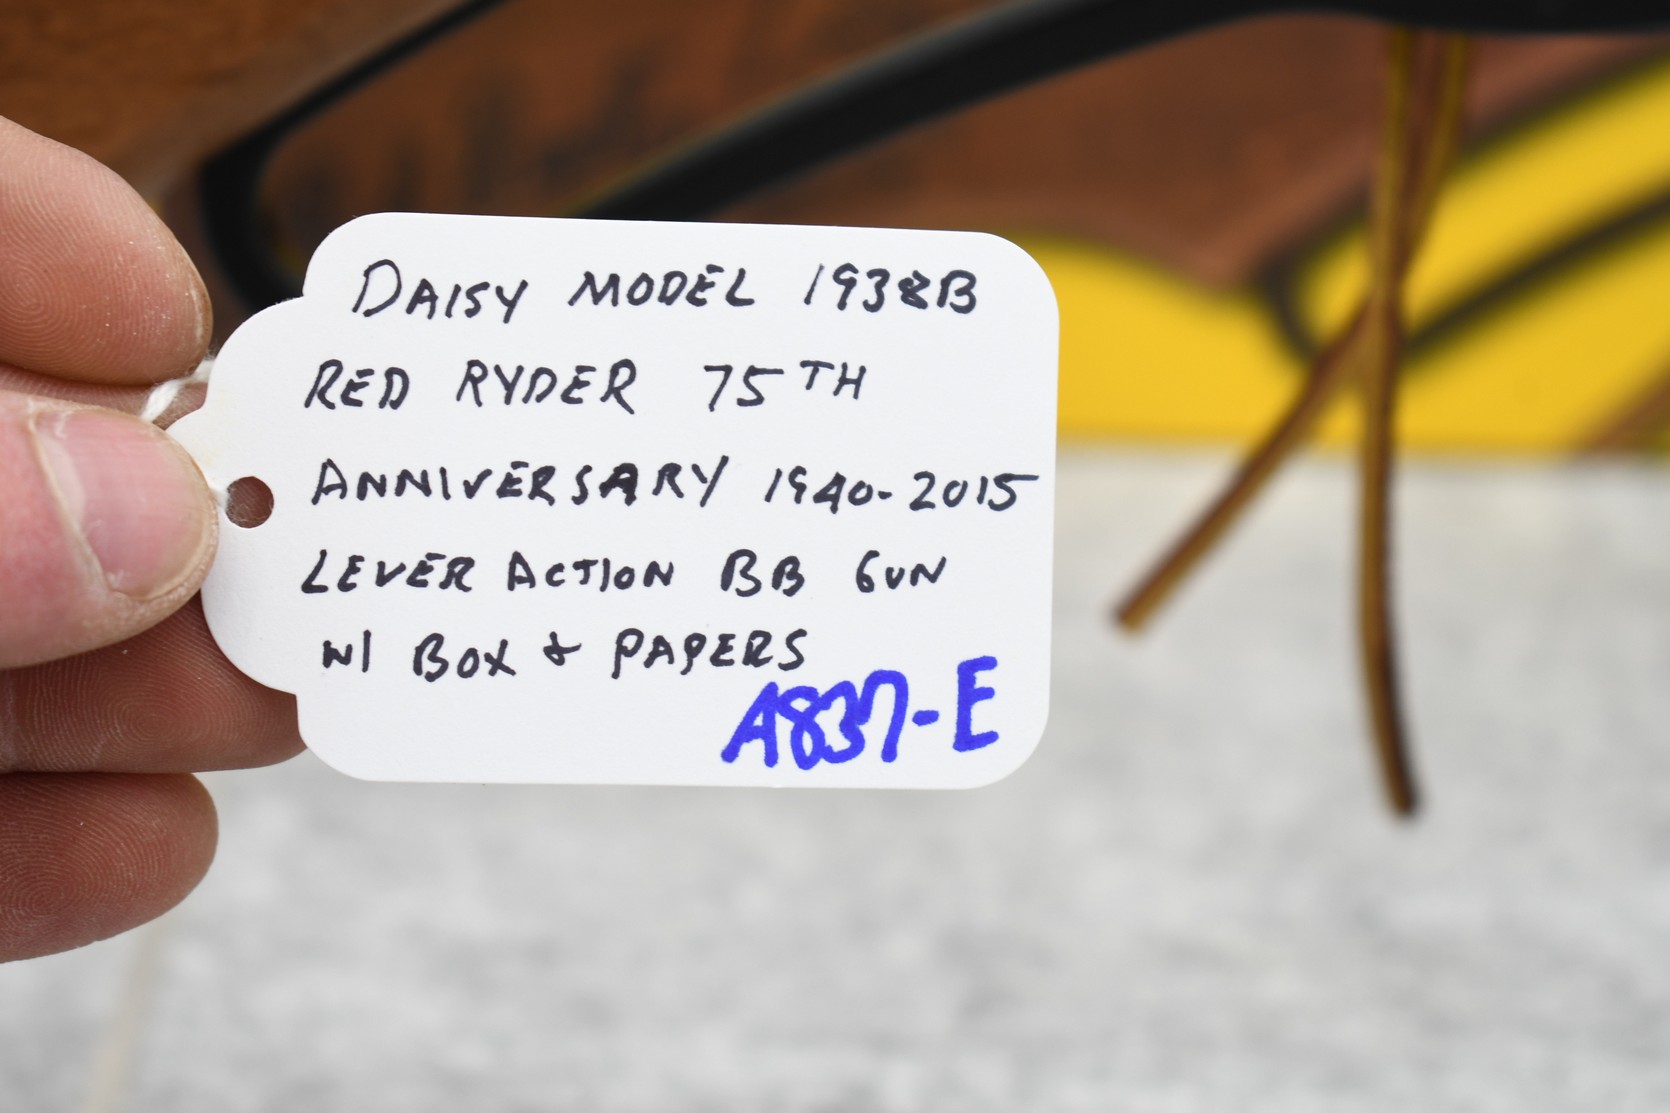 DAISY MODEL 1938B
RED RYDER 75TH
ANNIVERSARY 1940-2015
LEVER ACTION BB GUN
W/ BOX & PAPERS
A837-E